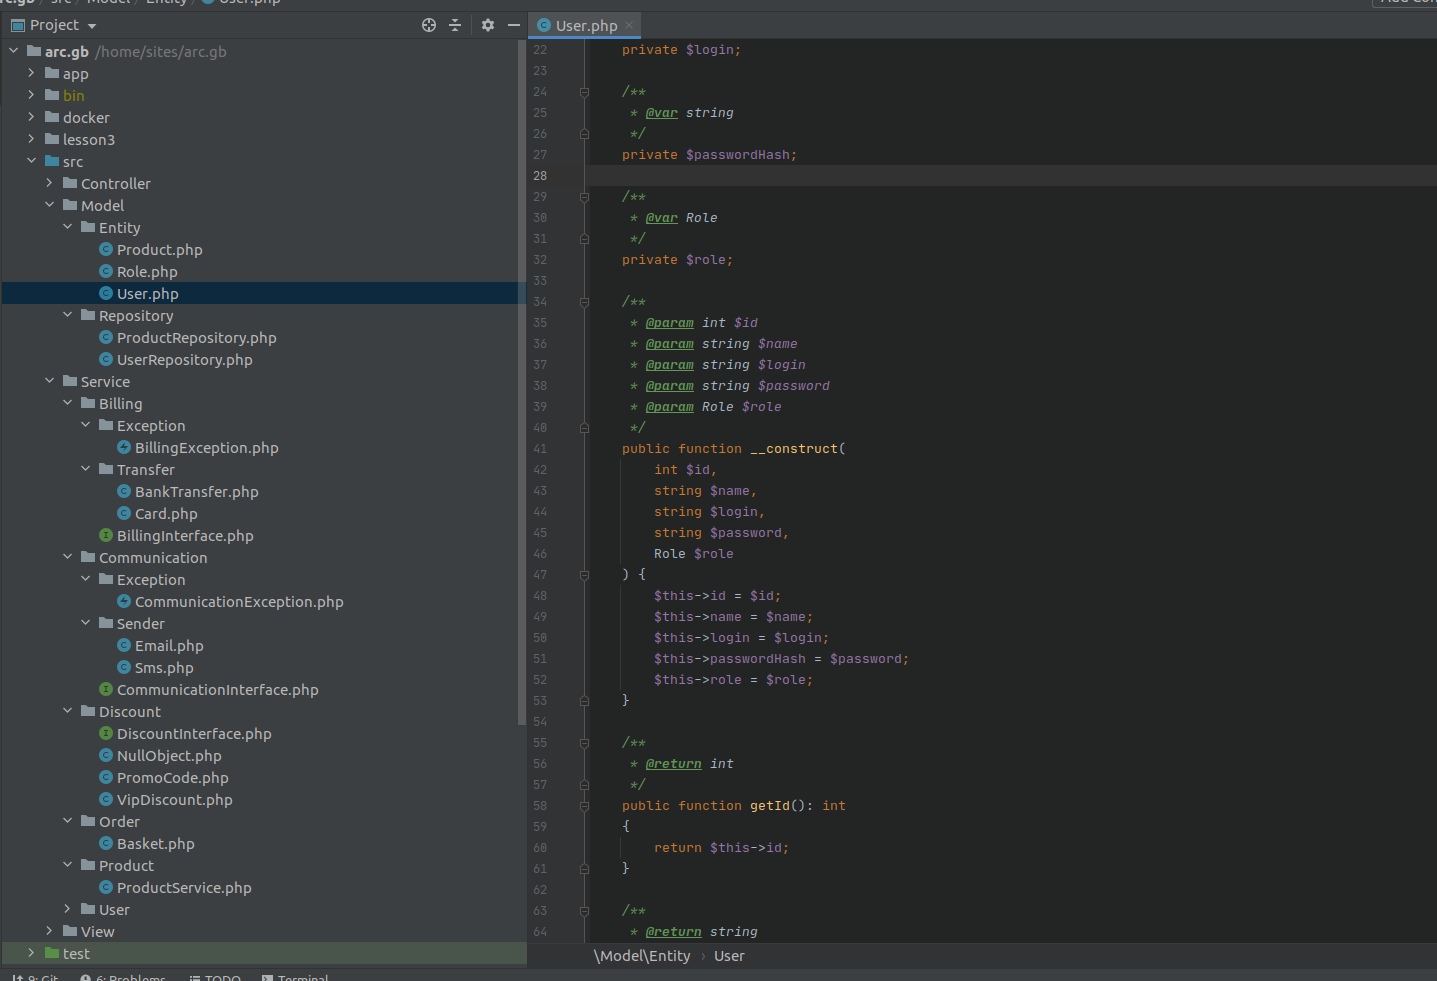 src Model Entity User.php
Project
User.php
arc.gb /home/sites/arc.gb
app
bin
docker
lesson3
src
Controller
Model
Entity
Product.php
Role.php
User.php
Repository
ProductRepository.php
UserRepository.php
Service
Billing
Exception
BillingException.php
Transfer
BankTransfer.php
Card.php
BillingInterface.php
Communication
Exception
CommunicationException.php
Sender
Email.php
Sms.php
CommunicationInterface.php
Discount
DiscountInterface.php
NullObject.php
PromoCode.php
VipDiscount.php
Order
Basket.php
Product
ProductService.php
User
View
test
22 private $login;
23
24 /**
25 * @var string
26 */
27 private $passwordHash;
28
29 /**
30 * @var Role
31 */
32 private $role;
33
34 /**
35 * @param int $id
36 * @param string $name
37 * @param string $login
38 * @param string $password
39 * @param Role $role
40 */
41 public function __construct(
42 int $id,
43 string $name,
44 string $login,
45 string $password,
46 Role $role
47 ) {
48 $this->id = $id;
49 $this->name = $name;
50 $this->login = $login;
51 $this->passwordHash = $password;
52 $this->role = $role;
53 }
54
55 /**
56 * @return int
57 */
58 public function getId(): int
59 {
60 return $this->id;
61 }
62
63 /**
64 * @return string
\Model\Entity › User
9: Git 6: Problems TODO Terminal